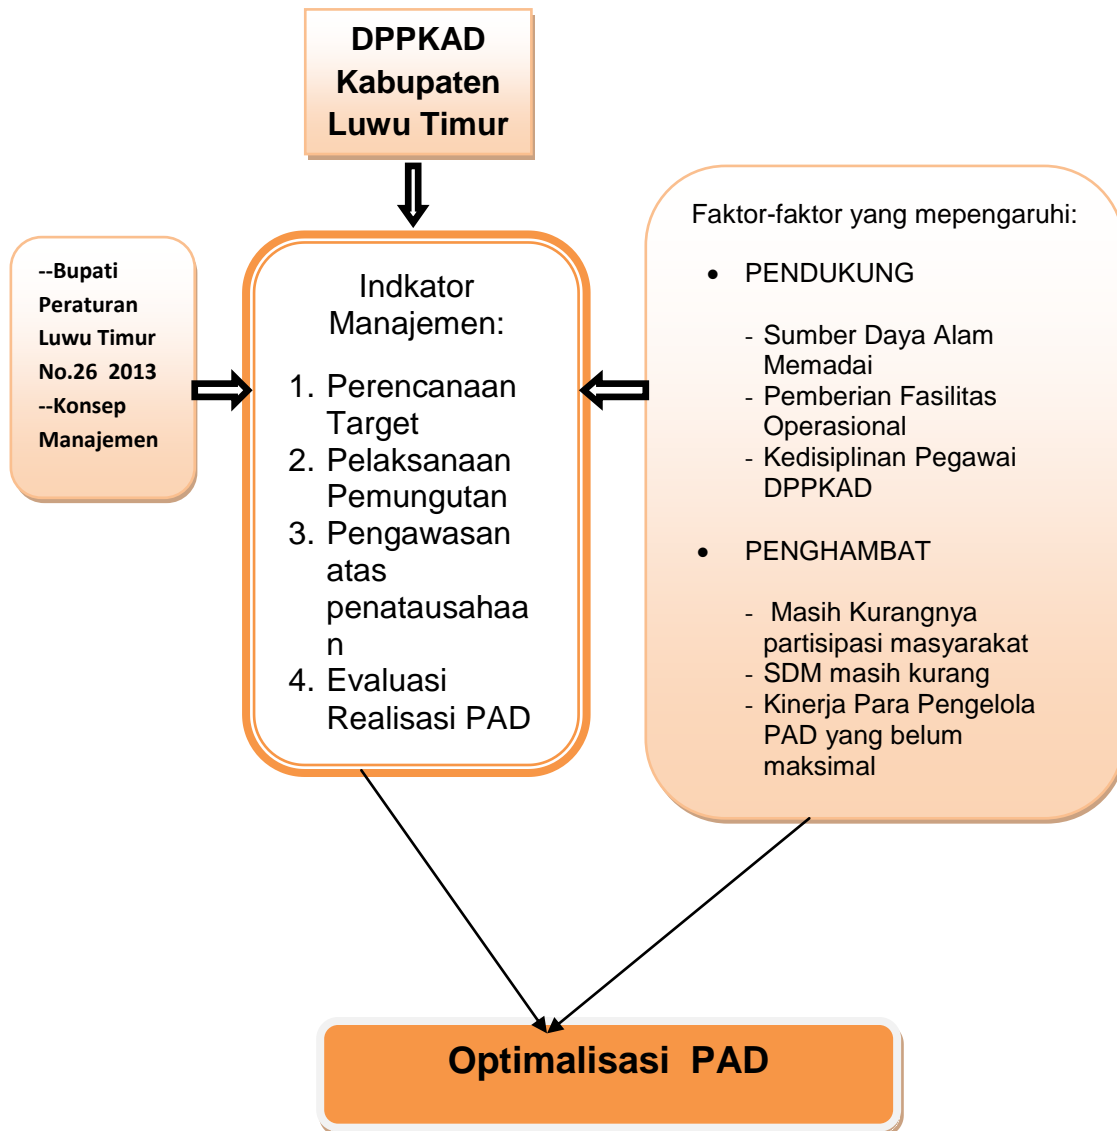 DPPKAD
Kabupaten
Luwu Timur
--Bupati
Peraturan
Luwu Timur
No.26  2013
--Konsep
Manajemen
Indkator
Manajemen:
1. Perencanaan
Target
2. Pelaksanaan
Pemungutan
3. Pengawasan
atas
penatausahaa
n
4. Evaluasi
Realisasi PAD
Faktor-faktor yang mepengaruhi:
• PENDUKUNG
- Sumber Daya Alam
Memadai
- Pemberian Fasilitas
Operasional
- Kedisiplinan Pegawai
DPPKAD
• PENGHAMBAT
- Masih Kurangnya
partisipasi masyarakat
- SDM masih kurang
- Kinerja Para Pengelola
PAD yang belum
maksimal
Optimalisasi  PAD